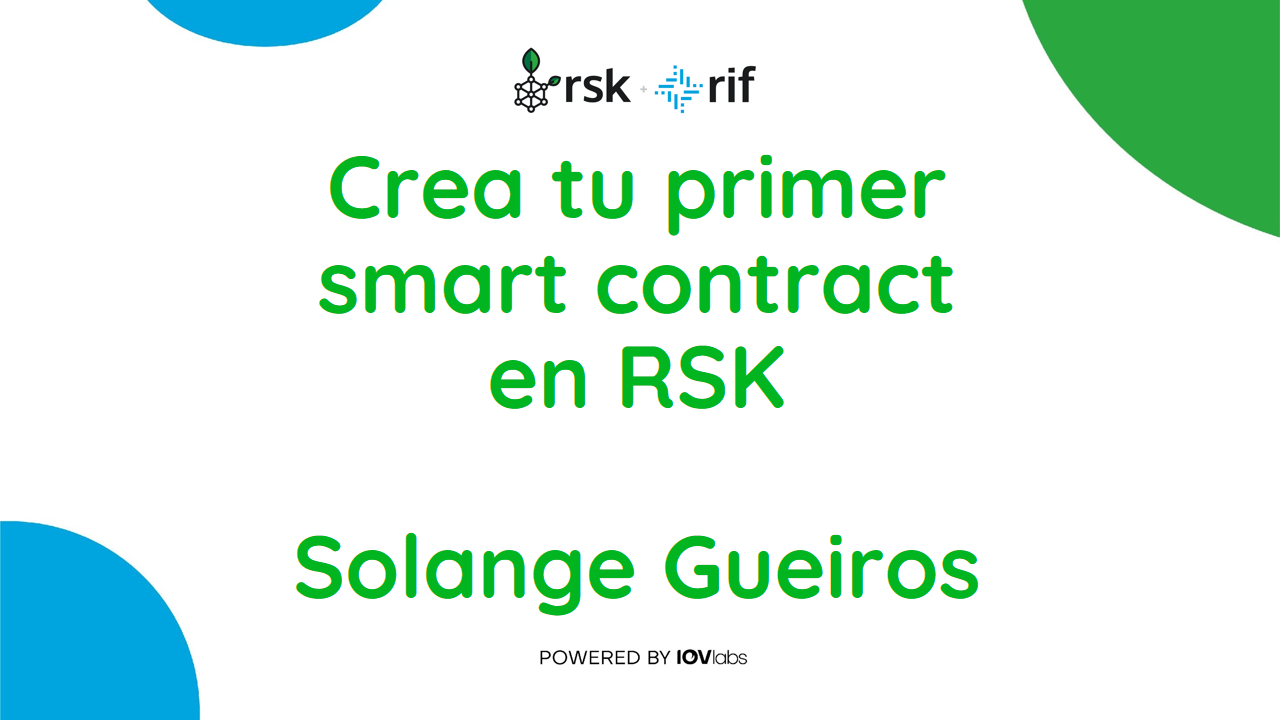 rsk + rif
Crea tu primer
smart contract
en RSK
Solange Gueiros
POWERED BY IOVlabs